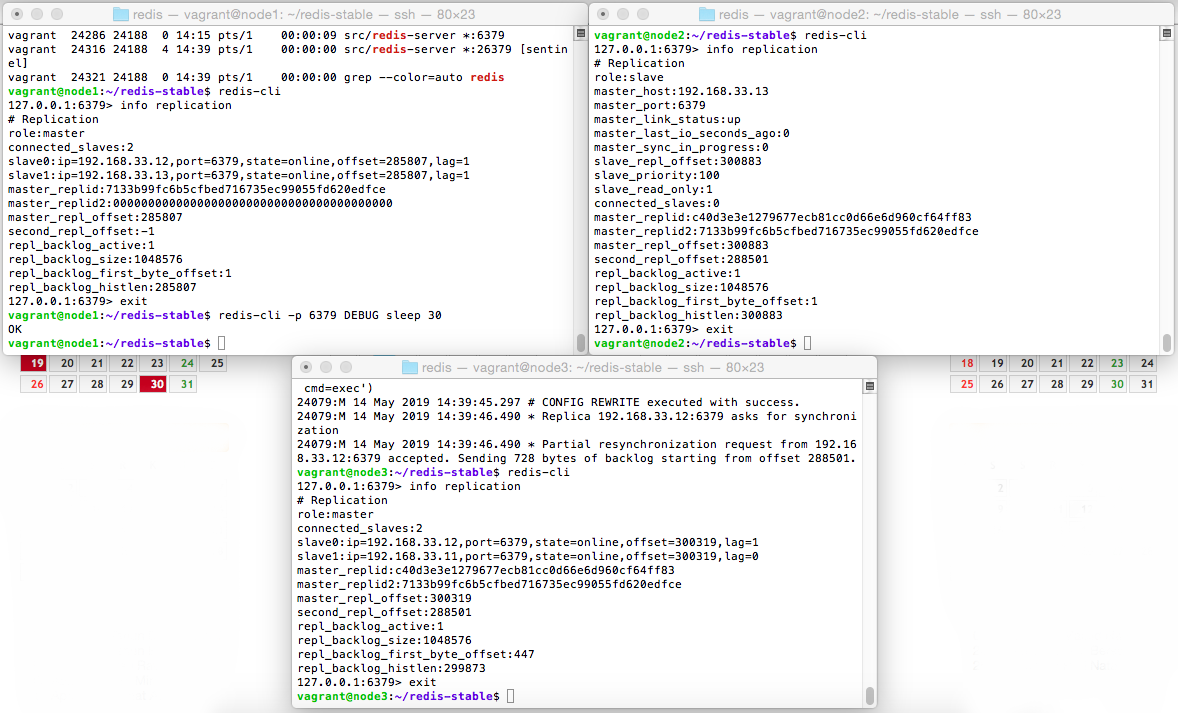 redis — vagrant@node1: ~/redis-stable — ssh — 80×23
vagrant  24286 24188  0 14:15 pts/1    00:00:09 src/redis-server *:6379
vagrant  24316 24188  4 14:39 pts/1    00:00:00 src/redis-server *:26379 [sentin
el]
vagrant  24321 24188  0 14:39 pts/1    00:00:00 grep --color=auto redis
vagrant@node1:~/redis-stable$ redis-cli
127.0.0.1:6379> info replication
# Replication
role:master
connected_slaves:2
slave0:ip=192.168.33.12,port=6379,state=online,offset=285807,lag=1
slave1:ip=192.168.33.13,port=6379,state=online,offset=285807,lag=1
master_replid:7133b99fc6b5cfbed716735ec99055fd620edfce
master_replid2:0000000000000000000000000000000000000000
master_repl_offset:285807
second_repl_offset:-1
repl_backlog_active:1
repl_backlog_size:1048576
repl_backlog_first_byte_offset:1
repl_backlog_histlen:285807
127.0.0.1:6379> exit
vagrant@node1:~/redis-stable$ redis-cli -p 6379 DEBUG sleep 30
OK
vagrant@node1:~/redis-stable$
redis — vagrant@node2: ~/redis-stable — ssh — 80×23
vagrant@node2:~/redis-stable$ redis-cli
127.0.0.1:6379> info replication
# Replication
role:slave
master_host:192.168.33.13
master_port:6379
master_link_status:up
master_last_io_seconds_ago:0
master_sync_in_progress:0
slave_repl_offset:300883
slave_priority:100
slave_read_only:1
connected_slaves:0
master_replid:c40d3e3e1279677ecb81cc0d66e6d960cf64ff83
master_replid2:7133b99fc6b5cfbed716735ec99055fd620edfce
master_repl_offset:300883
second_repl_offset:288501
repl_backlog_active:1
repl_backlog_size:1048576
repl_backlog_first_byte_offset:1
repl_backlog_histlen:300883
127.0.0.1:6379> exit
vagrant@node2:~/redis-stable$
19 20 21 22 23 24 25
26 27 28 29 30 31
18 19 20 21 22 23 24
25 26 27 28 29 30 31
redis — vagrant@node3: ~/redis-stable — ssh — 80×23
cmd=exec')
24079:M 14 May 2019 14:39:45.297 # CONFIG REWRITE executed with success.
24079:M 14 May 2019 14:39:46.490 * Replica 192.168.33.12:6379 asks for synchroni
zation
24079:M 14 May 2019 14:39:46.490 * Partial resynchronization request from 192.16
8.33.12:6379 accepted. Sending 728 bytes of backlog starting from offset 288501.
vagrant@node3:~/redis-stable$ redis-cli
127.0.0.1:6379> info replication
# Replication
role:master
connected_slaves:2
slave0:ip=192.168.33.12,port=6379,state=online,offset=300319,lag=1
slave1:ip=192.168.33.11,port=6379,state=online,offset=300319,lag=0
master_replid:c40d3e3e1279677ecb81cc0d66e6d960cf64ff83
master_replid2:7133b99fc6b5cfbed716735ec99055fd620edfce
master_repl_offset:300319
second_repl_offset:288501
repl_backlog_active:1
repl_backlog_size:1048576
repl_backlog_first_byte_offset:447
repl_backlog_histlen:299873
127.0.0.1:6379> exit
vagrant@node3:~/redis-stable$